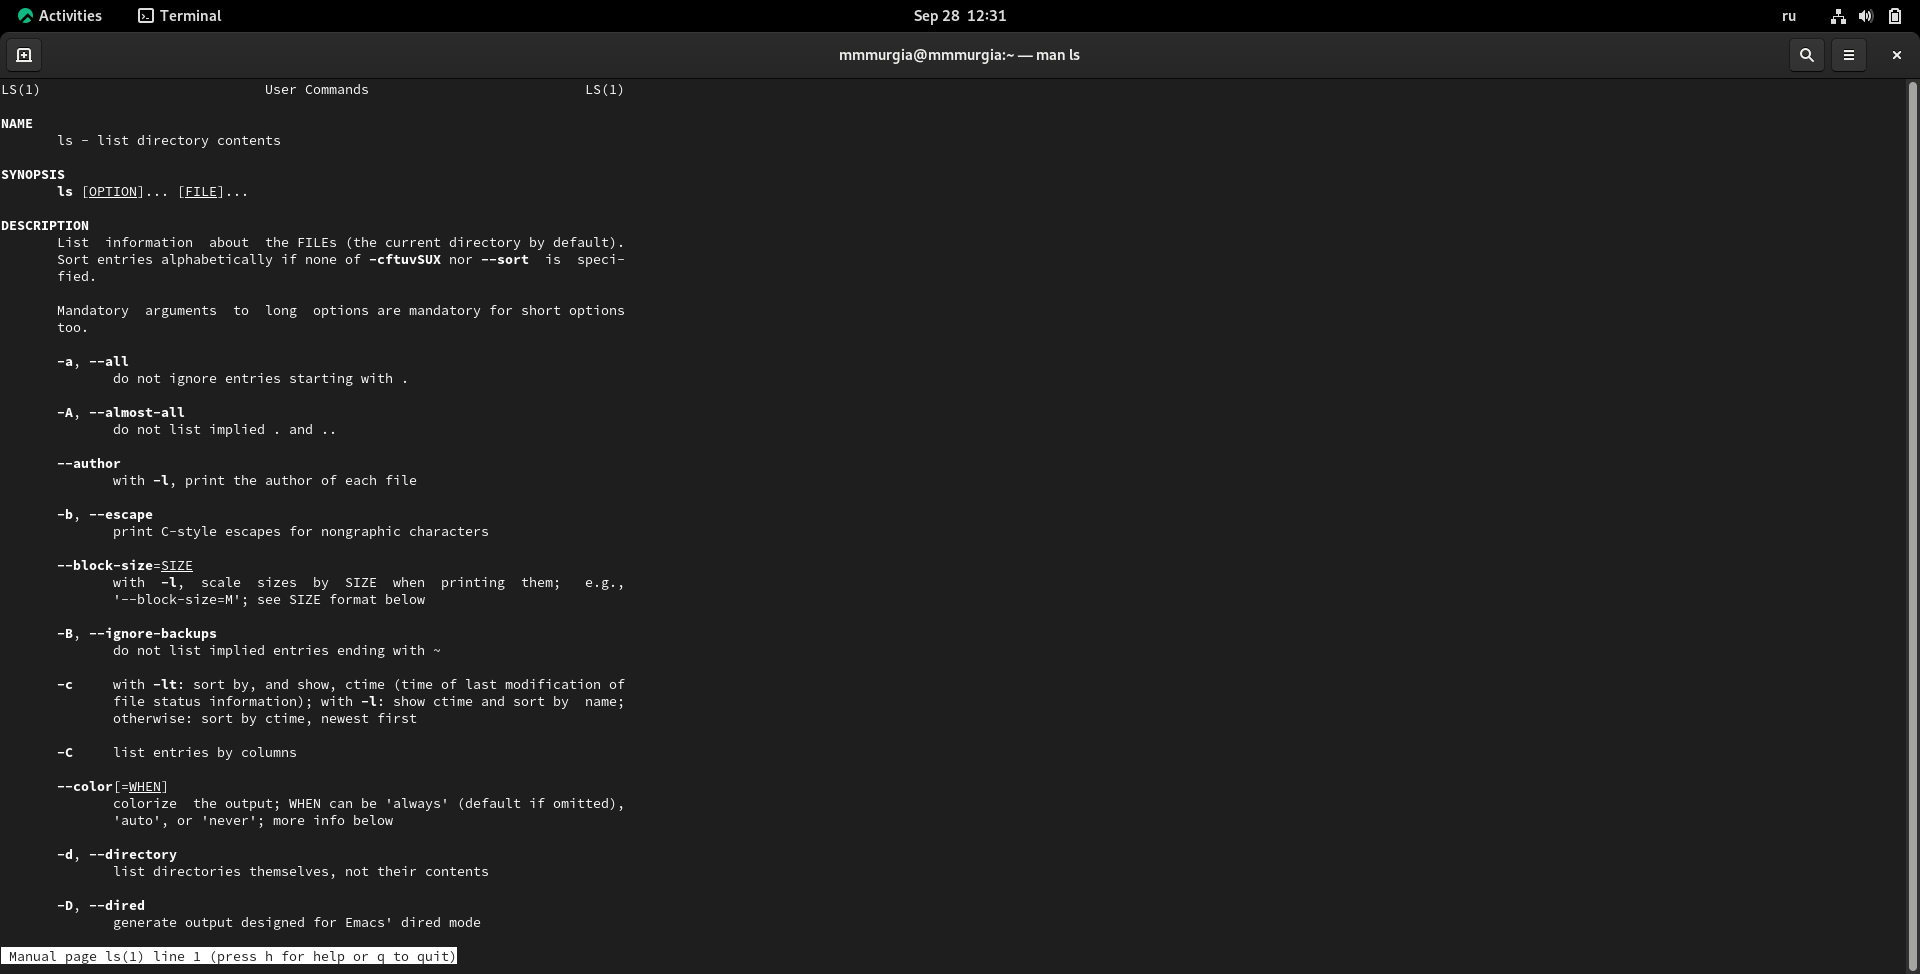 Activities Terminal Sep 28 12:31 ru
mmmurgia@mmmurgia:~ — man ls
LS(1) User Commands LS(1)
NAME
ls - list directory contents
SYNOPSIS
ls [OPTION]... [FILE]...
DESCRIPTION
List information about the FILEs (the current directory by default).
Sort entries alphabetically if none of -cftuvSUX nor --sort is speci-
fied.
Mandatory arguments to long options are mandatory for short options
too.
-a, --all
do not ignore entries starting with .
-A, --almost-all
do not list implied . and ..
--author
with -l, print the author of each file
-b, --escape
print C-style escapes for nongraphic characters
--block-size=SIZE
with -l, scale sizes by SIZE when printing them; e.g.,
'--block-size=M'; see SIZE format below
-B, --ignore-backups
do not list implied entries ending with ~
-c with -lt: sort by, and show, ctime (time of last modification of
file status information); with -l: show ctime and sort by name;
otherwise: sort by ctime, newest first
-C list entries by columns
--color[=WHEN]
colorize the output; WHEN can be 'always' (default if omitted),
'auto', or 'never'; more info below
-d, --directory
list directories themselves, not their contents
-D, --dired
generate output designed for Emacs' dired mode
Manual page ls(1) line 1 (press h for help or q to quit)